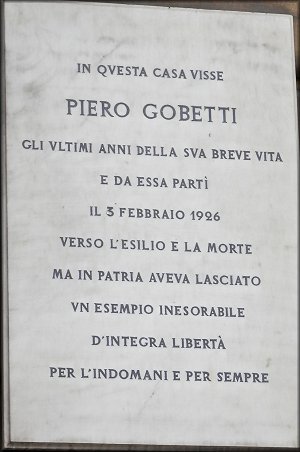 IN QVESTA CASA VISSE
PIERO GOBETTI
GLI VLTIMI ANNI DELLA SVA BREVE VITA
E DA ESSA PARTÌ
IL 3 FEBBRAIO 1926
VERSO L'ESILIO E LA MORTE
MA IN PATRIA AVEVA LASCIATO
VN ESEMPIO INESORABILE
D'INTEGRA LIBERTÀ
PER L'INDOMANI E PER SEMPRE